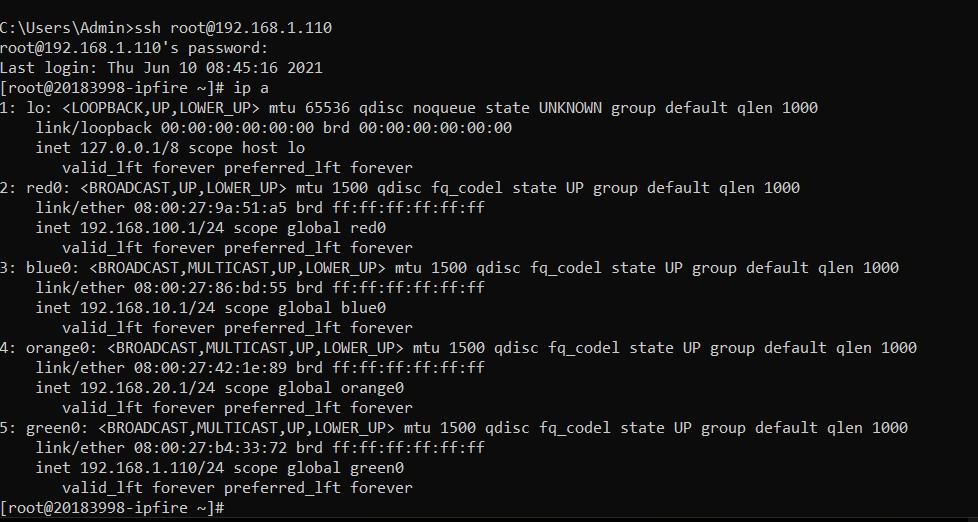 C:\Users\Admin>ssh root@192.168.1.110
root@192.168.1.110's password:
Last login: Thu Jun 10 08:45:16 2021
[root@20183998-ipfire ~]# ip a
1: lo: <LOOPBACK,UP,LOWER_UP> mtu 65536 qdisc noqueue state UNKNOWN group default qlen 1000
    link/loopback 00:00:00:00:00:00 brd 00:00:00:00:00:00
    inet 127.0.0.1/8 scope host lo
       valid_lft forever preferred_lft forever
2: red0: <BROADCAST,UP,LOWER_UP> mtu 1500 qdisc fq_codel state UP group default qlen 1000
    link/ether 08:00:27:9a:51:a5 brd ff:ff:ff:ff:ff:ff
    inet 192.168.100.1/24 scope global red0
       valid_lft forever preferred_lft forever
3: blue0: <BROADCAST,MULTICAST,UP,LOWER_UP> mtu 1500 qdisc fq_codel state UP group default qlen 1000
    link/ether 08:00:27:86:bd:55 brd ff:ff:ff:ff:ff:ff
    inet 192.168.10.1/24 scope global blue0
       valid_lft forever preferred_lft forever
4: orange0: <BROADCAST,MULTICAST,UP,LOWER_UP> mtu 1500 qdisc fq_codel state UP group default qlen 1000
    link/ether 08:00:27:42:1e:89 brd ff:ff:ff:ff:ff:ff
    inet 192.168.20.1/24 scope global orange0
       valid_lft forever preferred_lft forever
5: green0: <BROADCAST,MULTICAST,UP,LOWER_UP> mtu 1500 qdisc fq_codel state UP group default qlen 1000
    link/ether 08:00:27:b4:33:72 brd ff:ff:ff:ff:ff:ff
    inet 192.168.1.110/24 scope global green0
       valid_lft forever preferred_lft forever
[root@20183998-ipfire ~]#